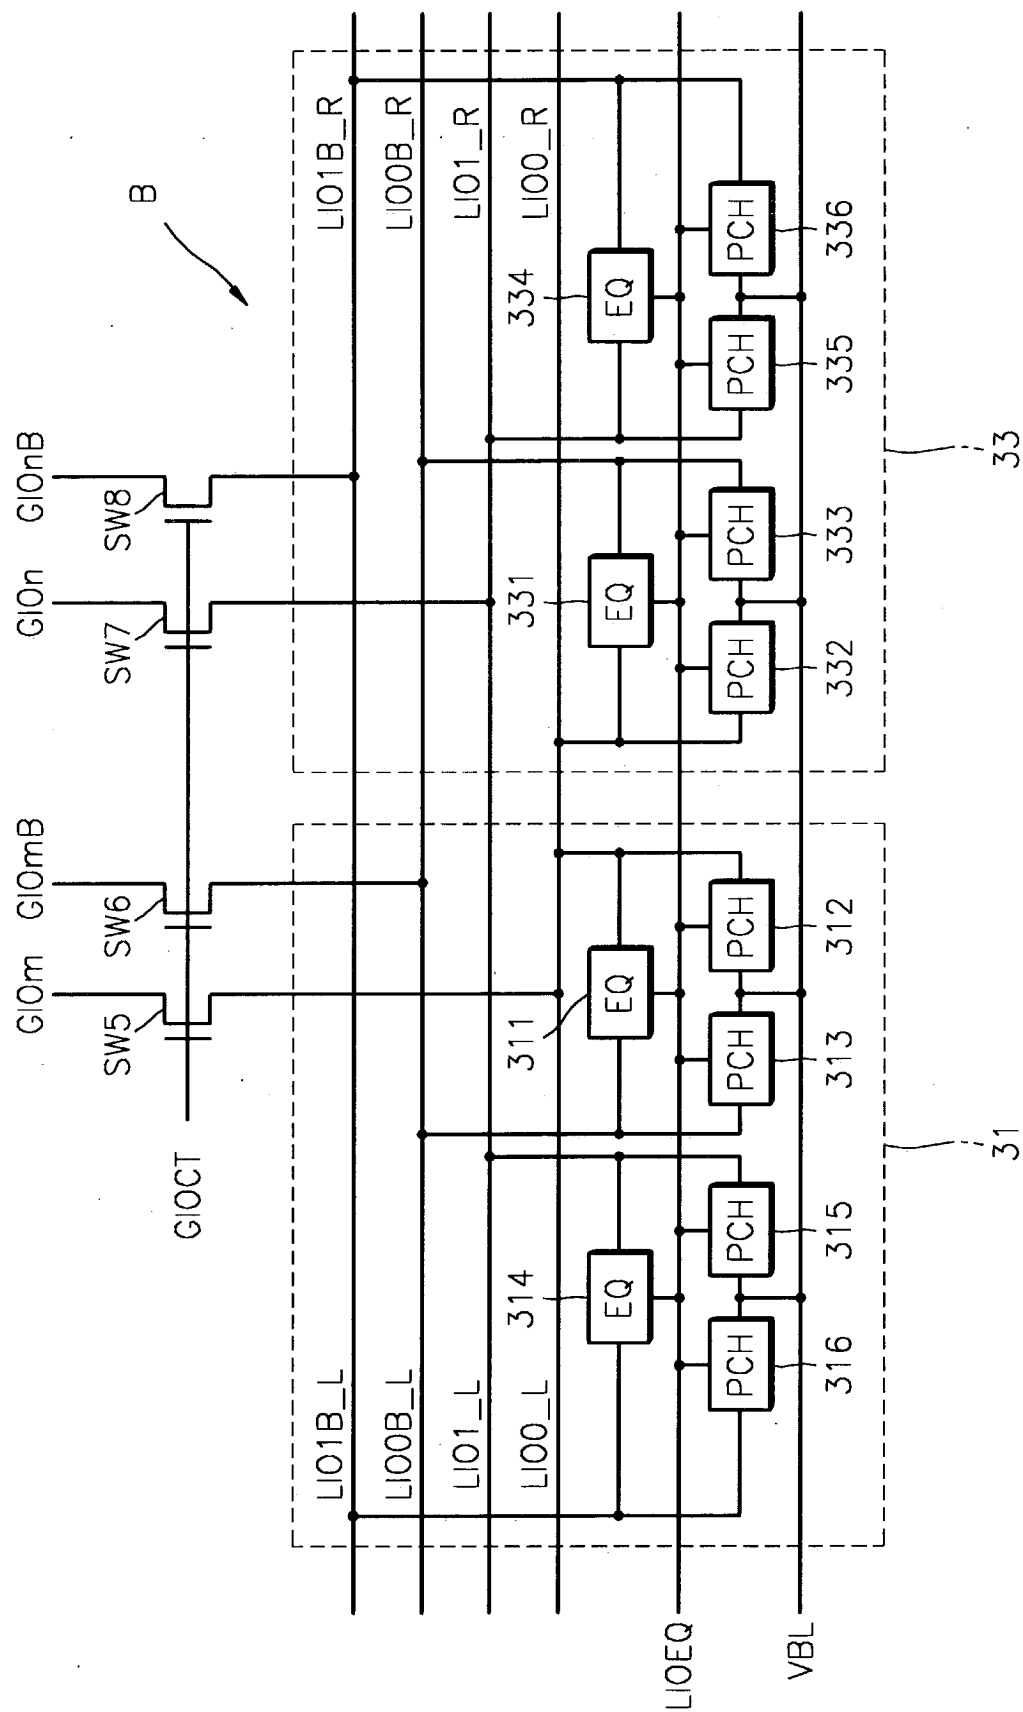 GIOm GIOmB GIOn GIOnB
SW5 SW6 SW7 SW8
B
GIOCT
LIO1B_L LIO1B_R
LIO0B_L LIO0B_R
LIO1_L LIO1_R
LIO0_L LIO0_R
314 311 331 334
EQ EQ EQ EQ
LIOEQ
PCH PCH PCH PCH PCH PCH PCH PCH
VBL
316 315 313 312 332 333 335 336
31 33